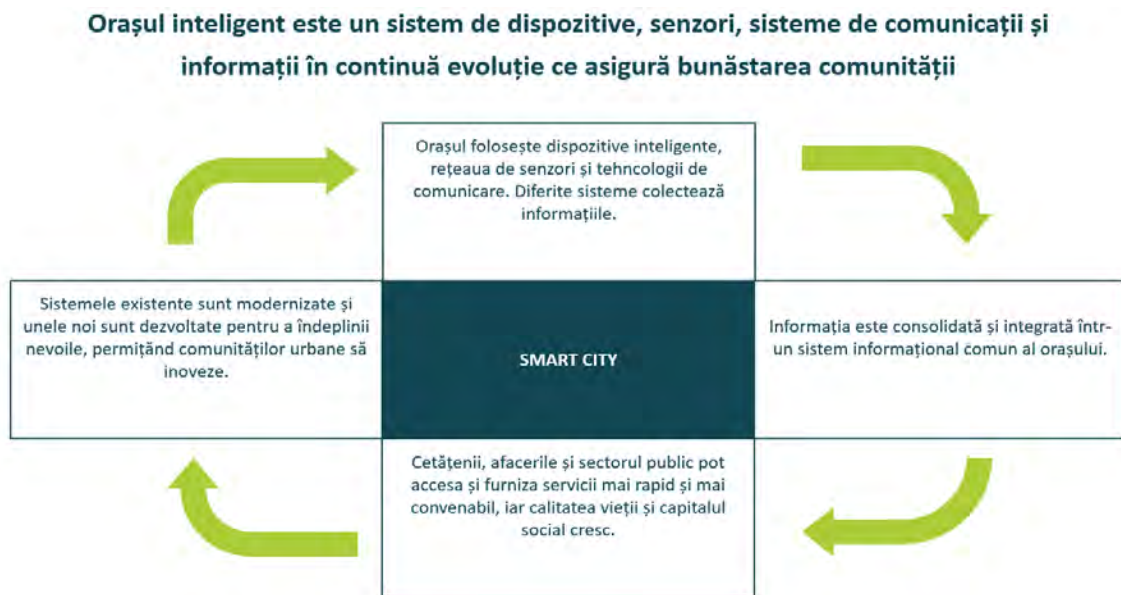 Orașul inteligent este un sistem de dispozitive, senzori, sisteme de comunicații și
informații în continuă evoluție ce asigură bunăstarea comunității
Orașul folosește dispozitive inteligente,
rețeaua de senzori și tehncologii de
comunicare. Diferite sisteme colectează
informațiile.
Sistemele existente sunt modernizate și
unele noi sunt dezvoltate pentru a îndeplinii
nevoile, permițând comunităților urbane să
inoveze.
SMART CITY
Informația este consolidată și integrată într-
un sistem informațional comun al orașului.
Cetățenii, afacerile și sectorul public pot
accesa și furniza servicii mai rapid și mai
convenabil, iar calitatea vieții și capitalul
social cresc.